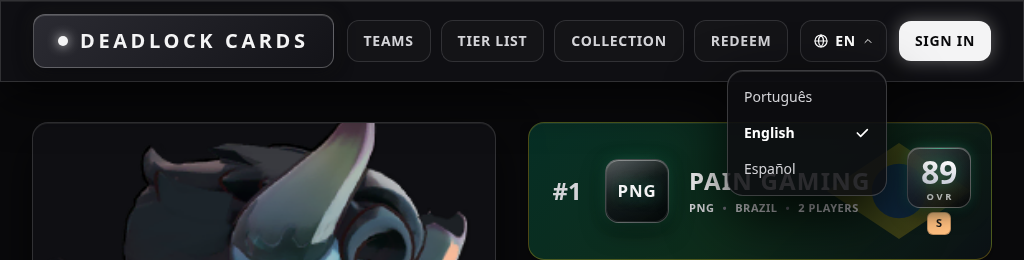 DEADLOCK CARDS TEAMS TIER LIST COLLECTION REDEEM EN SIGN IN
Português
English
Español
#1 PNG PAIN GAMING 89
OVR
PNG • BRAZIL • 2 PLAYERS
S